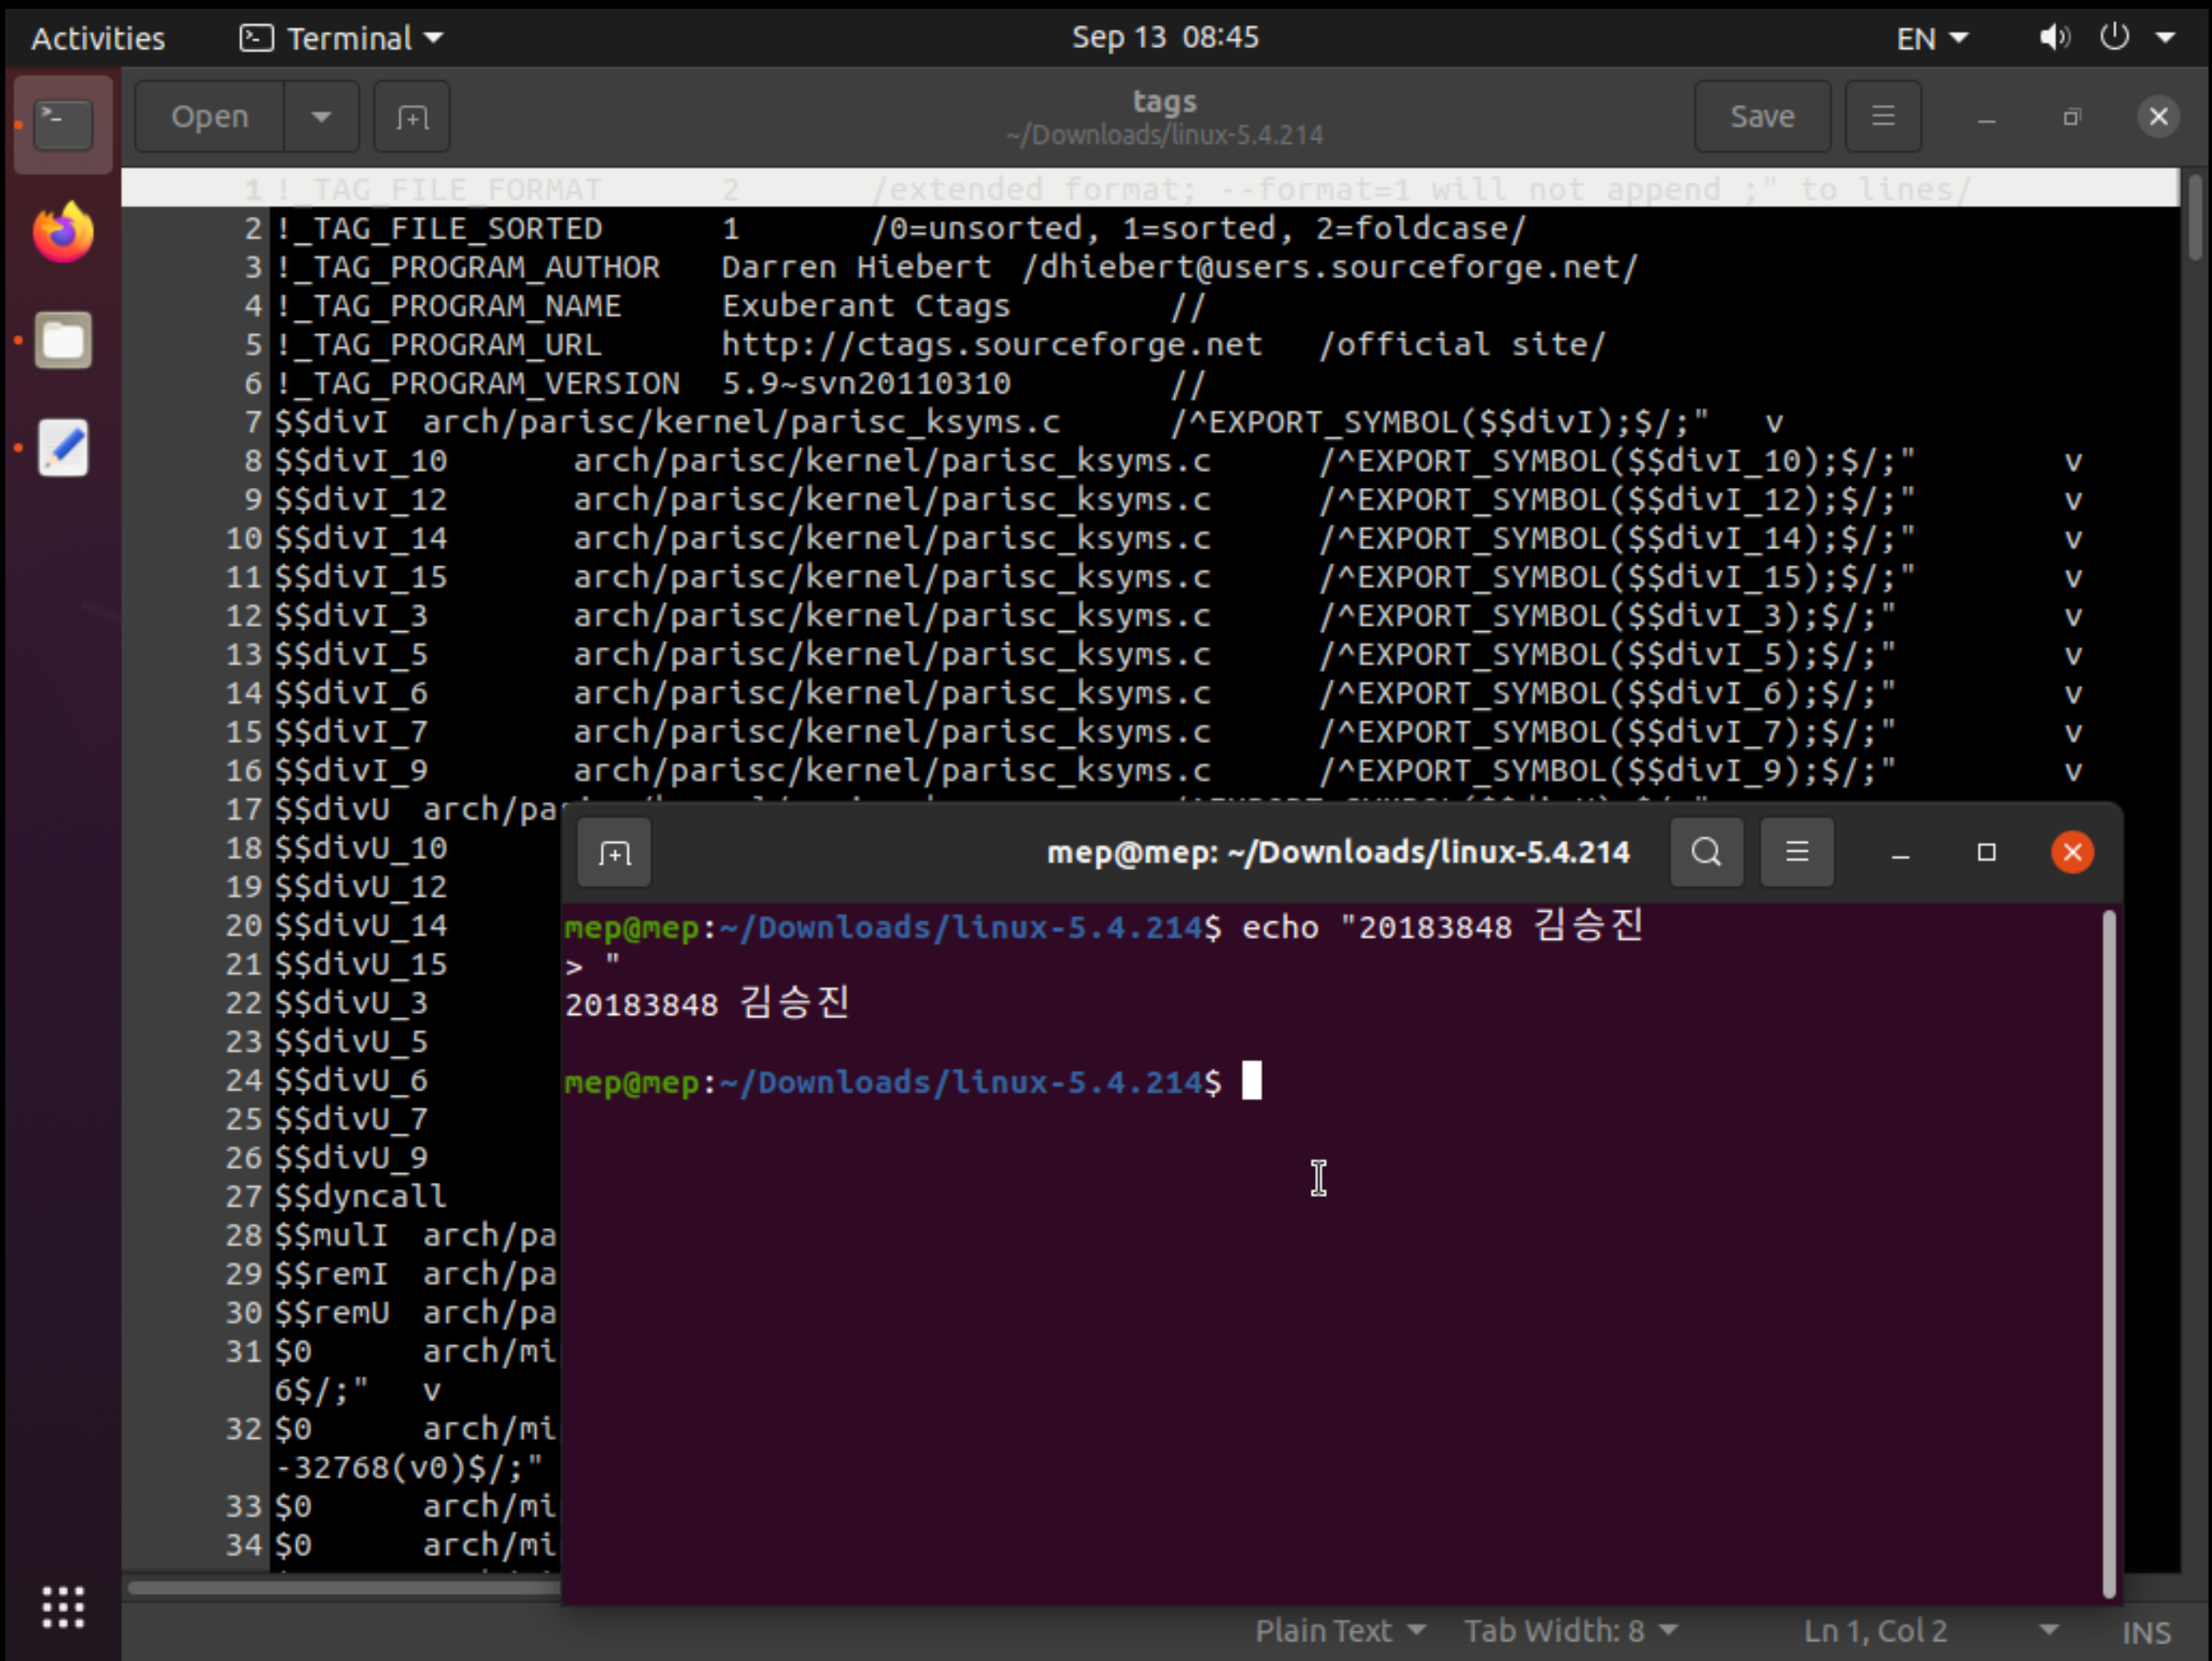 Activities Terminal Sep 13 08:45 EN
Open tags Save
~/Downloads/linux-5.4.214
1 !_TAG_FILE_FORMAT 2 /extended format; --format=1 will not append ;" to lines/
2 !_TAG_FILE_SORTED 1 /0=unsorted, 1=sorted, 2=foldcase/
3 !_TAG_PROGRAM_AUTHOR Darren Hiebert /dhiebert@users.sourceforge.net/
4 !_TAG_PROGRAM_NAME Exuberant Ctags //
5 !_TAG_PROGRAM_URL http://ctags.sourceforge.net /official site/
6 !_TAG_PROGRAM_VERSION 5.9~svn20110310 //
7 $$divI arch/parisc/kernel/parisc_ksyms.c /^EXPORT_SYMBOL($$divI);$/;" v
8 $$divI_10 arch/parisc/kernel/parisc_ksyms.c /^EXPORT_SYMBOL($$divI_10);$/;" v
9 $$divI_12 arch/parisc/kernel/parisc_ksyms.c /^EXPORT_SYMBOL($$divI_12);$/;" v
10 $$divI_14 arch/parisc/kernel/parisc_ksyms.c /^EXPORT_SYMBOL($$divI_14);$/;" v
11 $$divI_15 arch/parisc/kernel/parisc_ksyms.c /^EXPORT_SYMBOL($$divI_15);$/;" v
12 $$divI_3 arch/parisc/kernel/parisc_ksyms.c /^EXPORT_SYMBOL($$divI_3);$/;" v
13 $$divI_5 arch/parisc/kernel/parisc_ksyms.c /^EXPORT_SYMBOL($$divI_5);$/;" v
14 $$divI_6 arch/parisc/kernel/parisc_ksyms.c /^EXPORT_SYMBOL($$divI_6);$/;" v
15 $$divI_7 arch/parisc/kernel/parisc_ksyms.c /^EXPORT_SYMBOL($$divI_7);$/;" v
16 $$divI_9 arch/parisc/kernel/parisc_ksyms.c /^EXPORT_SYMBOL($$divI_9);$/;" v
17 $$divU arch/pa
18 $$divU_10
19 $$divU_12
20 $$divU_14
21 $$divU_15
22 $$divU_3
23 $$divU_5
24 $$divU_6
25 $$divU_7
26 $$divU_9
27 $$dyncall
28 $$mulI arch/pa
29 $$remI arch/pa
30 $$remU arch/pa
31 $0 arch/mi
6$/;" v
32 $0 arch/mi
-32768(v0)$/;"
33 $0 arch/mi
34 $0 arch/mi
mep@mep: ~/Downloads/linux-5.4.214
mep@mep:~/Downloads/linux-5.4.214$ echo "20183848 김승진
> "
20183848 김승진
mep@mep:~/Downloads/linux-5.4.214$
Plain Text Tab Width: 8 Ln 1, Col 2 INS